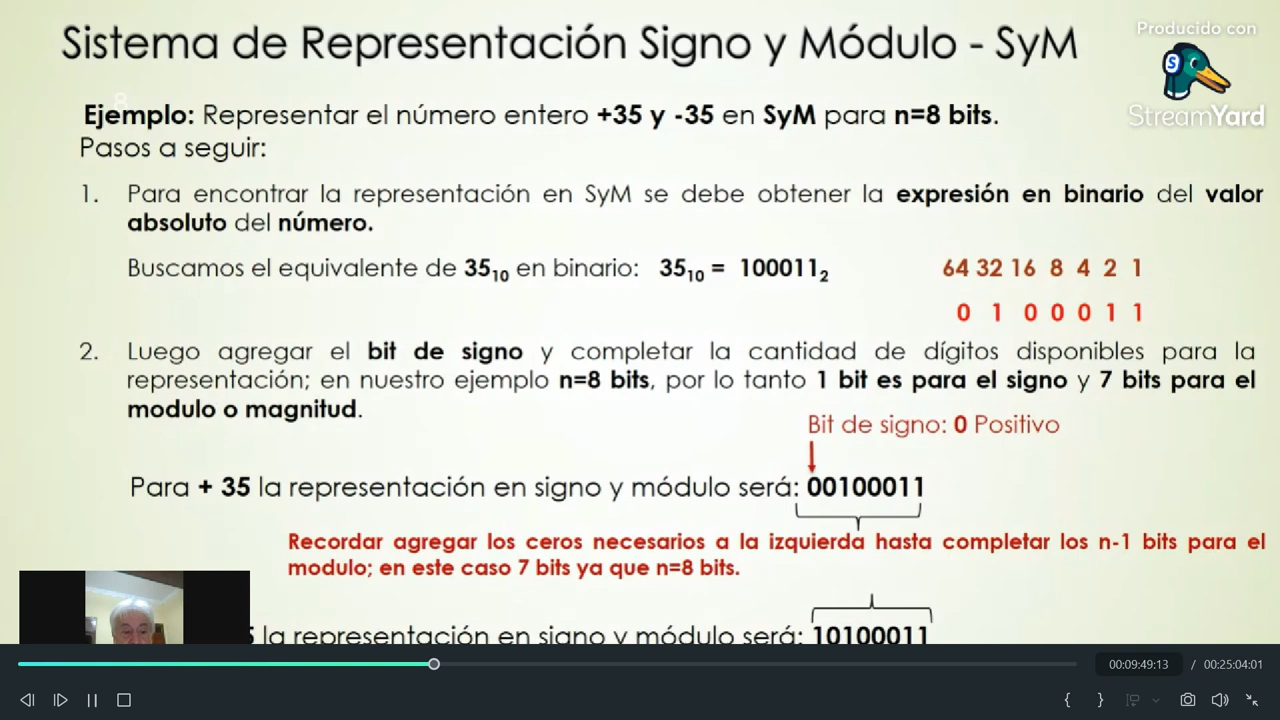 Sistema de Representación Signo y Módulo - SyM
Producido con
StreamYard
8
Ejemplo: Representar el número entero +35 y -35 en SyM para n=8 bits.
Pasos a seguir:
1. Para encontrar la representación en SyM se debe obtener la expresión en binario del valor
absoluto del número.
Buscamos el equivalente de 35₁₀ en binario: 35₁₀ = 100011₂
64 32 16 8 4 2 1
0 1 0 0 0 1 1
2. Luego agregar el bit de signo y completar la cantidad de dígitos disponibles para la
representación; en nuestro ejemplo n=8 bits, por lo tanto 1 bit es para el signo y 7 bits para el
modulo o magnitud.
Bit de signo: 0 Positivo
Para + 35 la representación en signo y módulo será: 00100011
Recordar agregar los ceros necesarios a la izquierda hasta completar los n-1 bits para el
modulo; en este caso 7 bits ya que n=8 bits.
5 la representación en signo y módulo será: 10100011
00:09:49:13 / 00:25:04:01